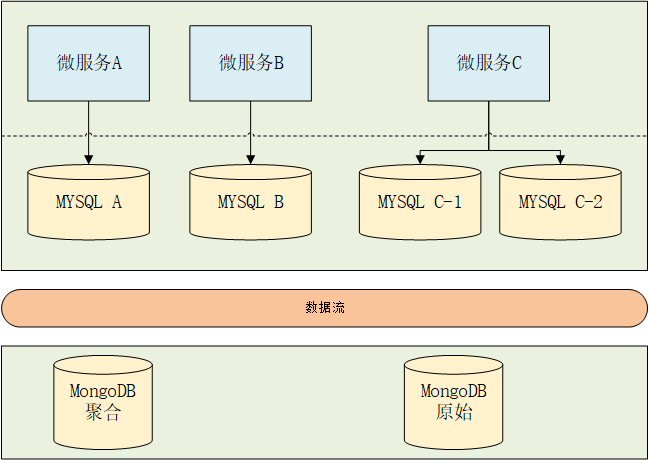 微服务A
微服务B
微服务C
MYSQL A
MYSQL B
MYSQL C-1
MYSQL C-2
数据流
MongoDB
聚合
MongoDB
原始